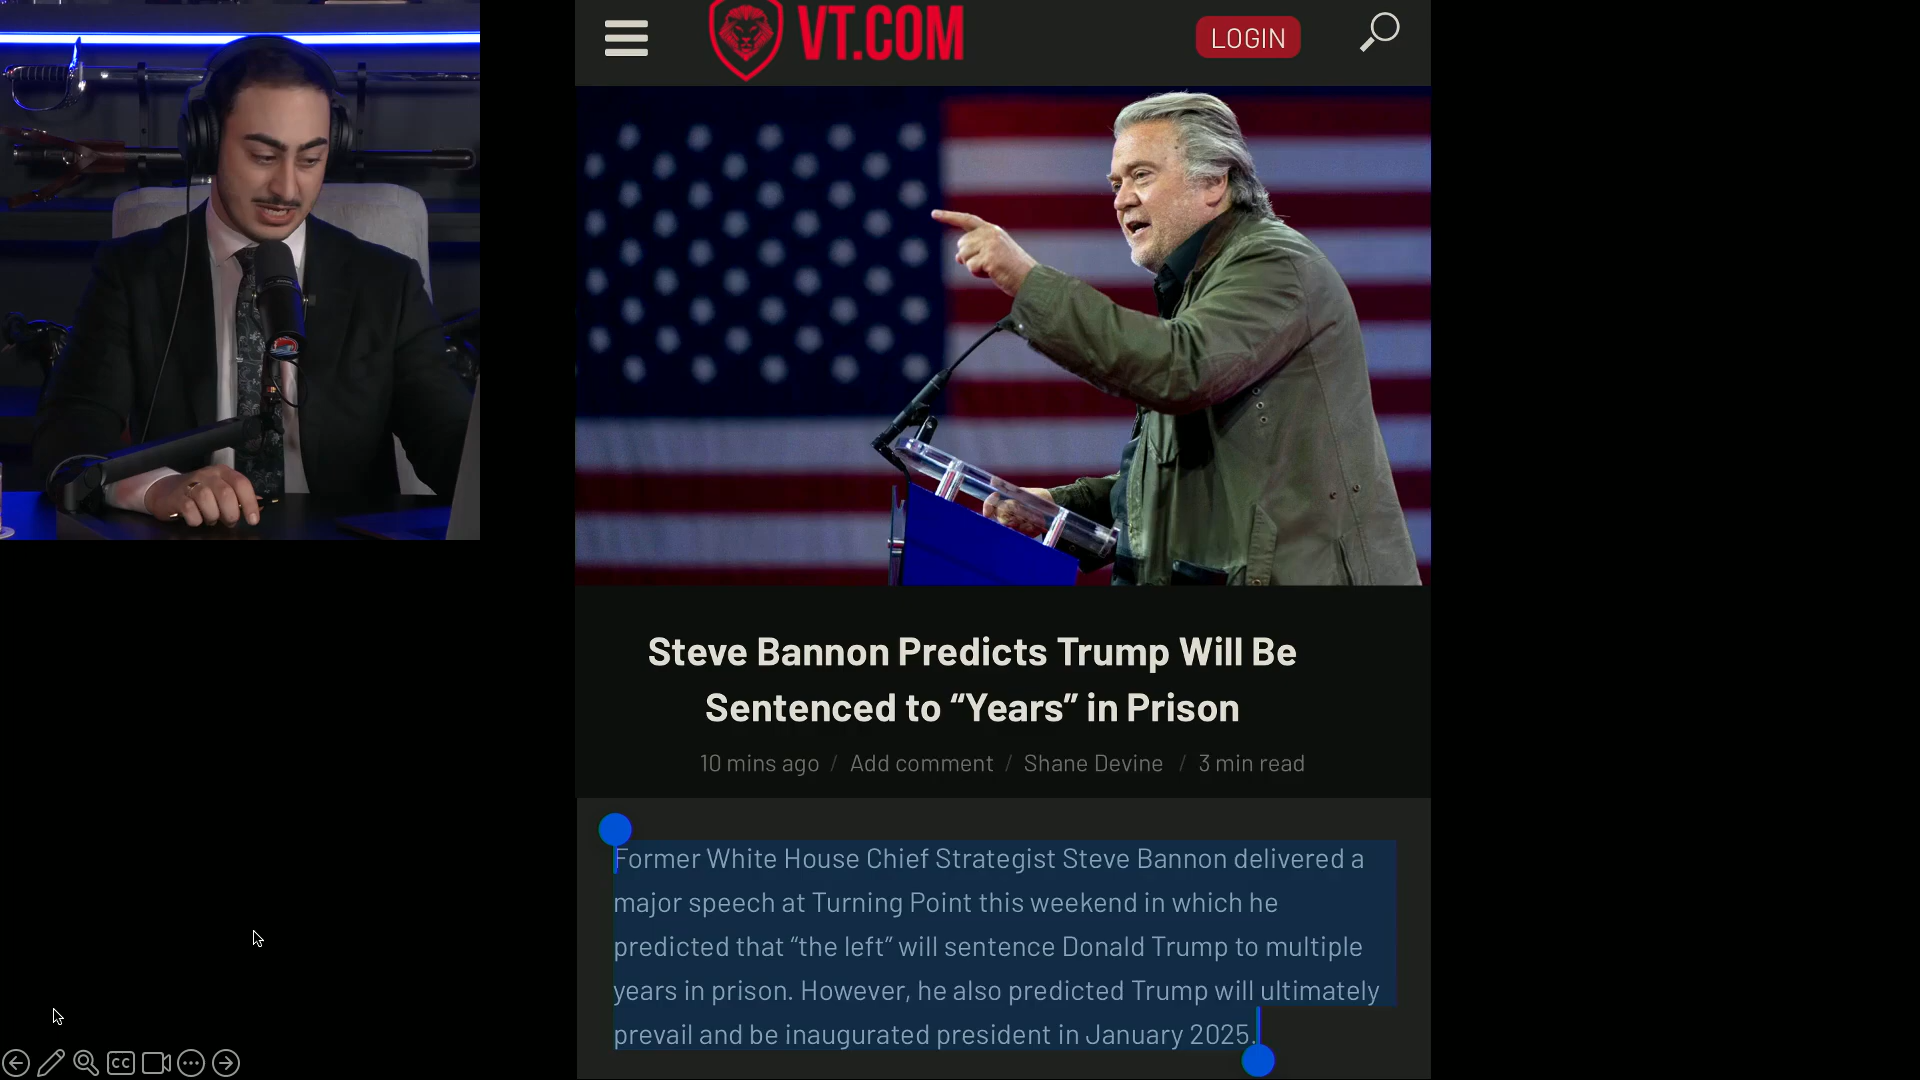 VT.COM
LOGIN
Steve Bannon Predicts Trump Will Be
Sentenced to “Years” in Prison
10 mins ago / Add comment / Shane Devine / 3 min read
Former White House Chief Strategist Steve Bannon delivered a
major speech at Turning Point this weekend in which he
predicted that “the left” will sentence Donald Trump to multiple
years in prison. However, he also predicted Trump will ultimately
prevail and be inaugurated president in January 2025.
CC